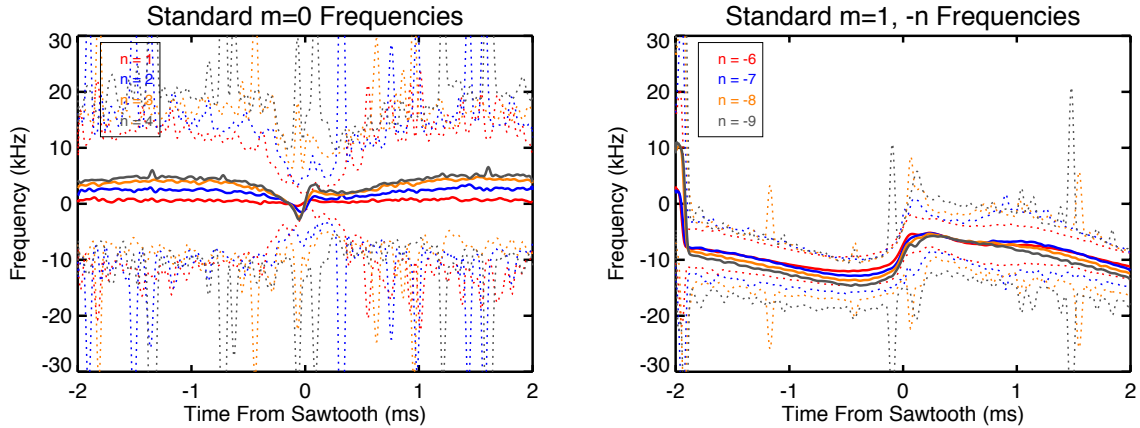 Standard m=0 Frequencies
Frequency (kHz)
30
20
10
0
-10
-20
-30
n = 1
n = 2
n = 3
n = 4
-2 -1 0 1 2
Time From Sawtooth (ms)
Standard m=1, -n Frequencies
Frequency (kHz)
30
20
10
0
-10
-20
-30
n = -6
n = -7
n = -8
n = -9
-2 -1 0 1 2
Time From Sawtooth (ms)